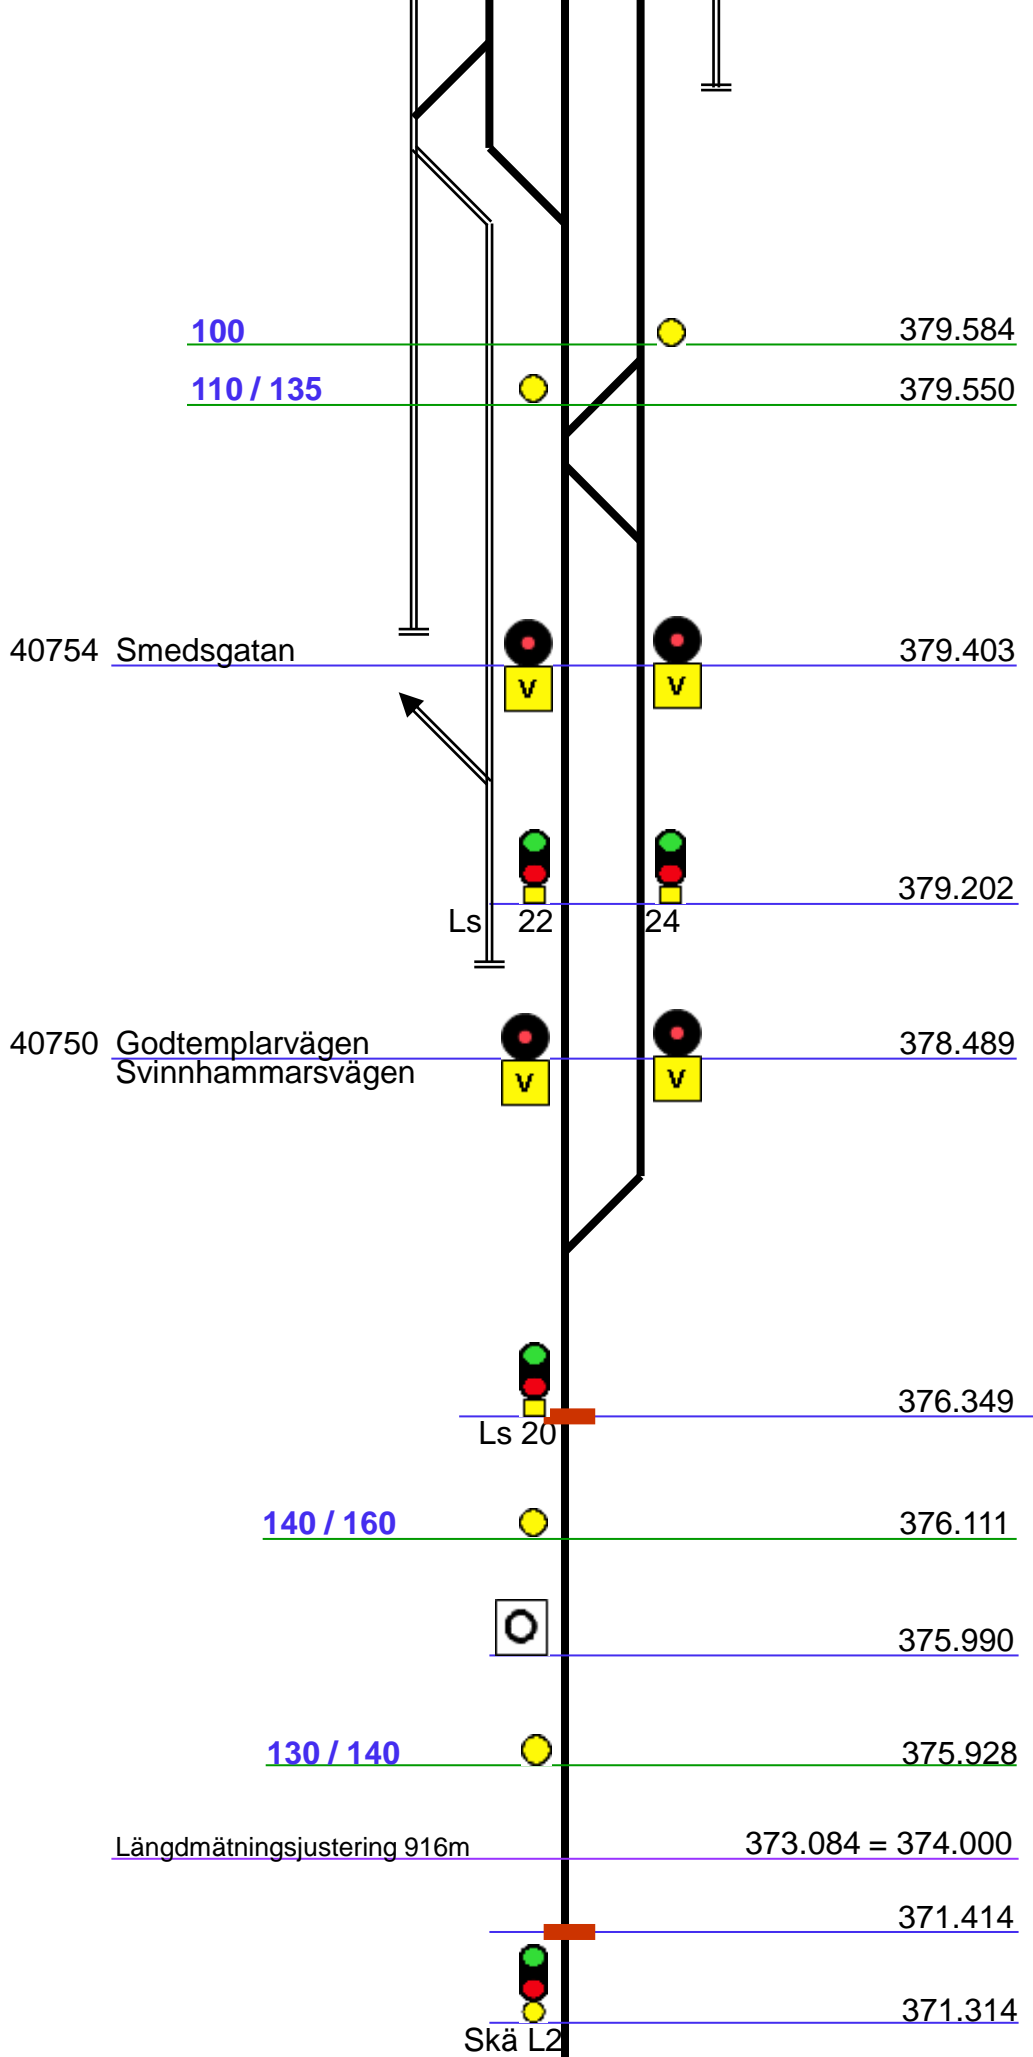 100 379.584
110 / 135 379.550
40754 Smedsgatan 379.403
V V
379.202
Ls 22 24
40750 Godtemplarvägen 378.489
Svinnhammarsvägen
V V
376.349
Ls 20
140 / 160 376.111
O 375.990
130 / 140 375.928
Längdmätningsjustering 916m 373.084 = 374.000
371.414
371.314
Skä L2